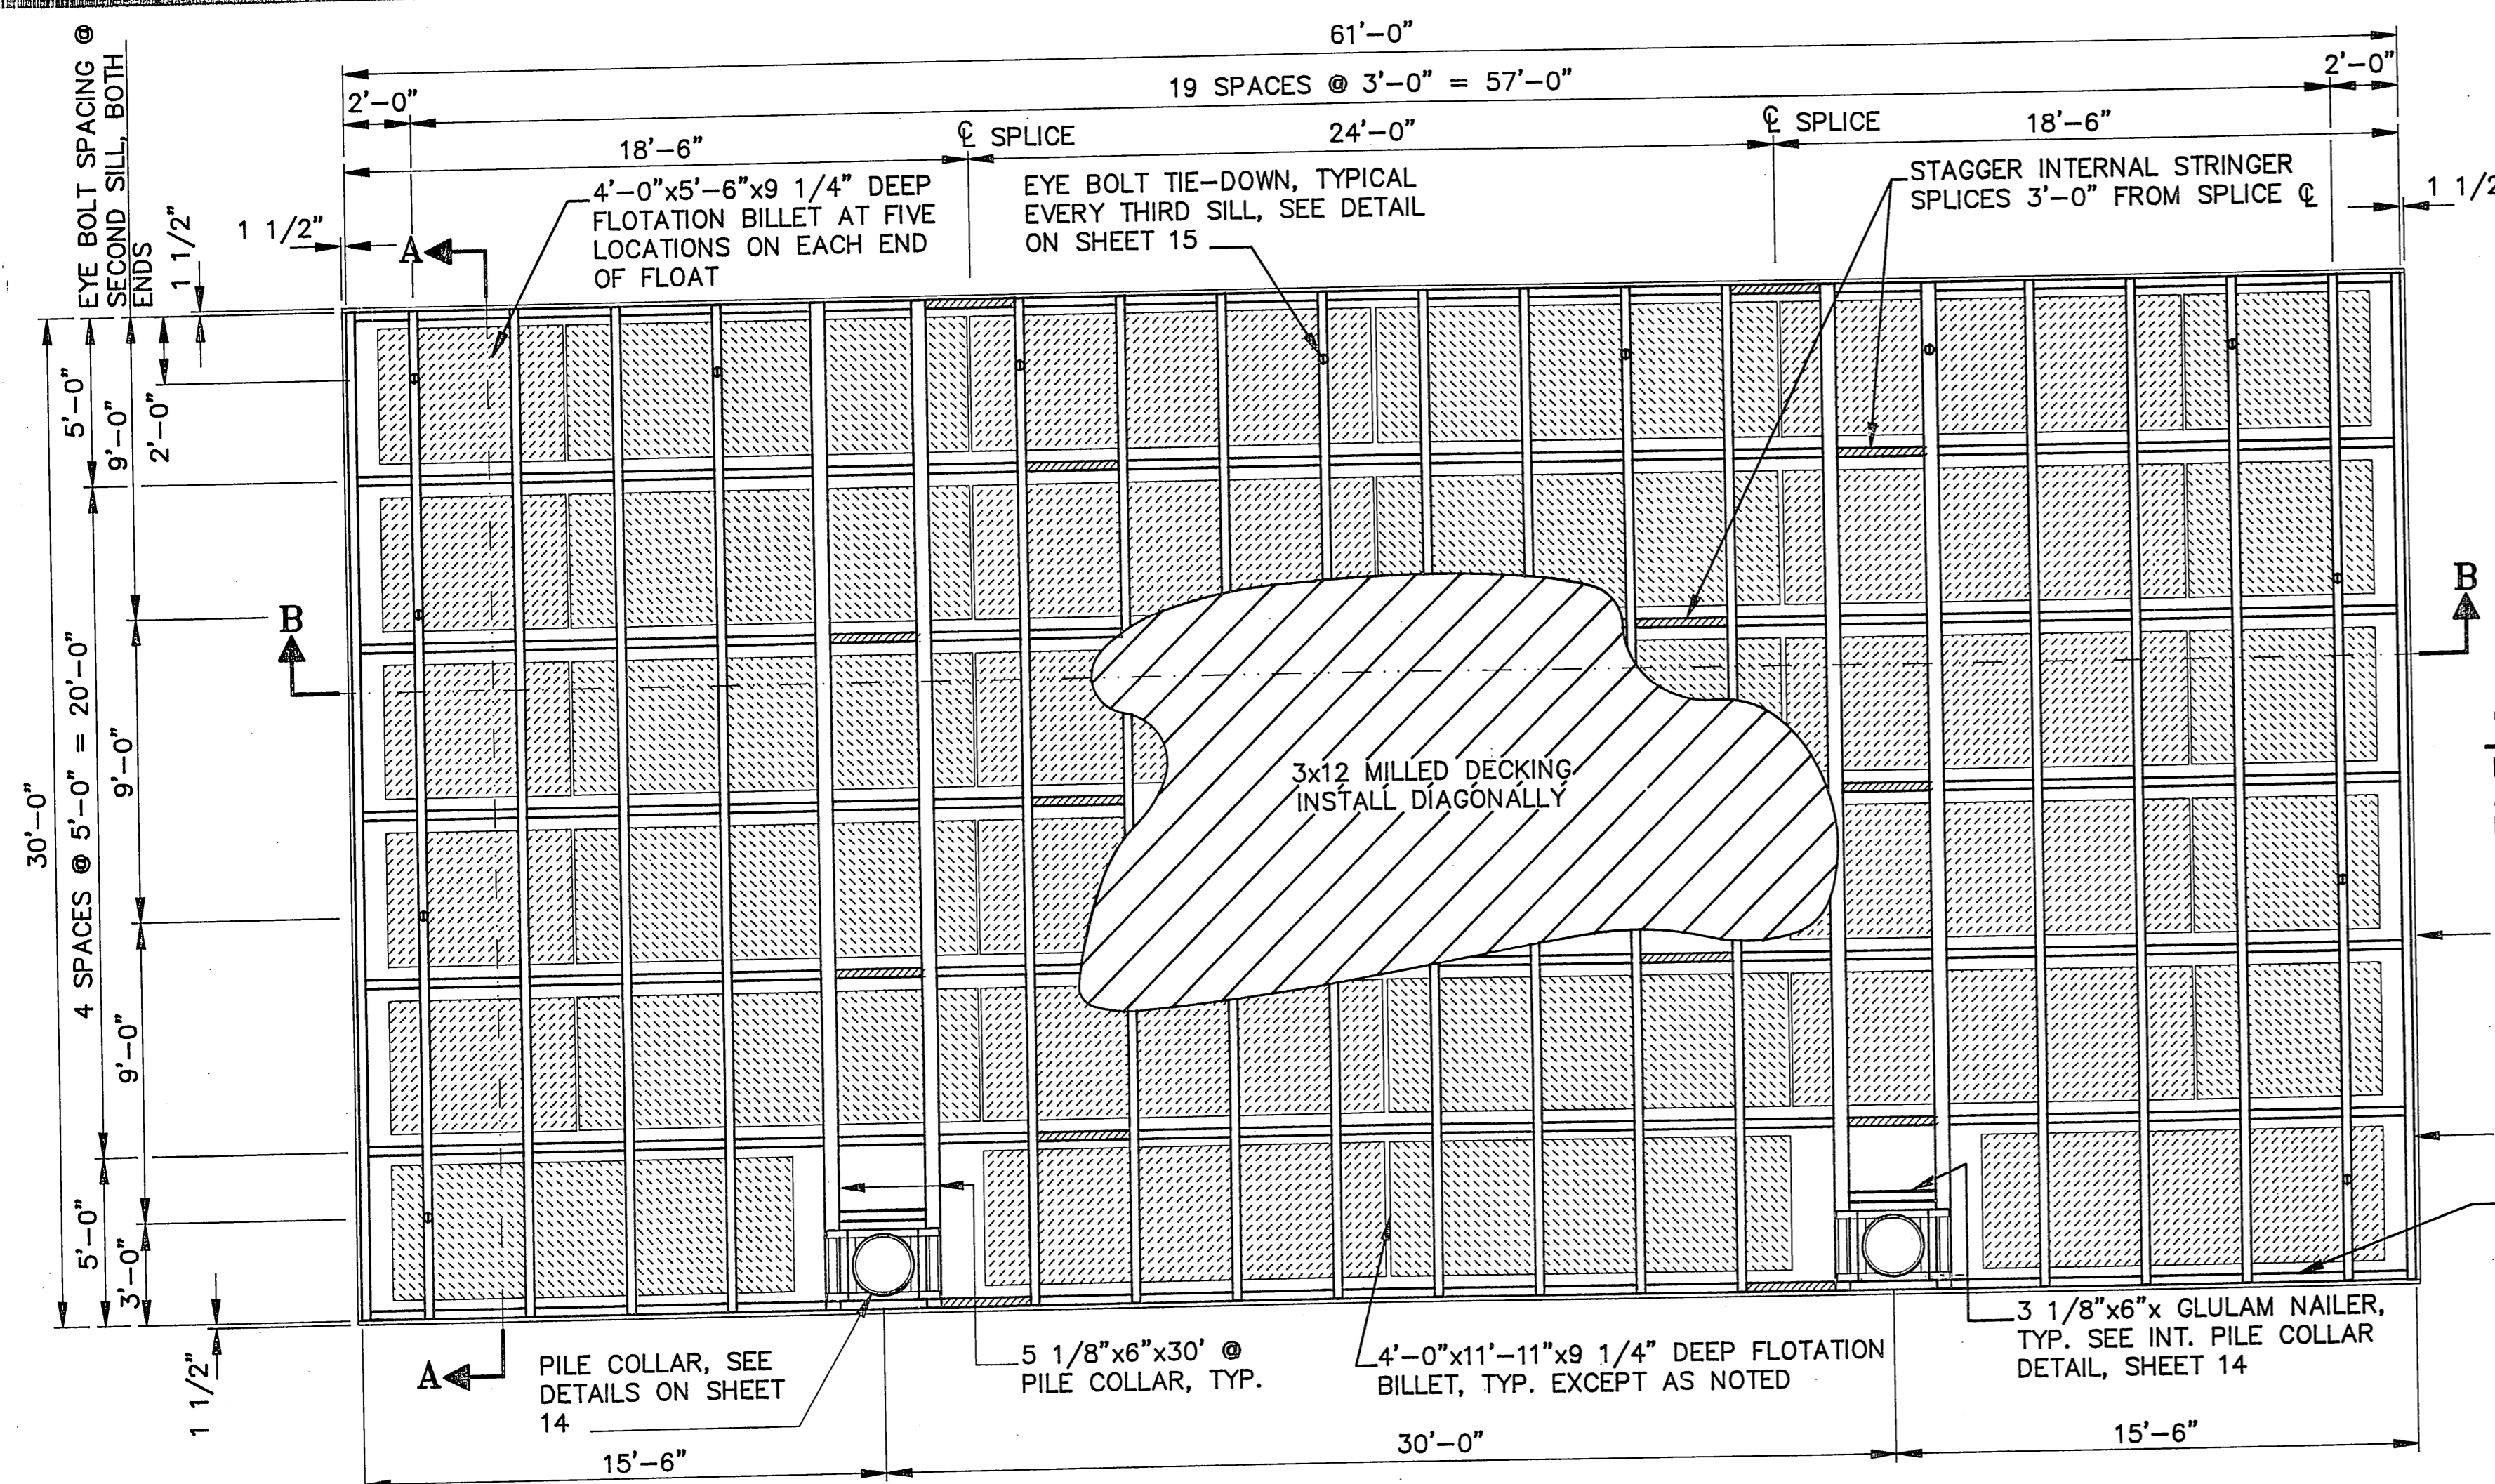 61'-0"
19 SPACES @ 3'-0" = 57'-0"
2'-0"
2'-0"
18'-6"
℄ SPLICE
24'-0"
℄ SPLICE
18'-6"
EYE BOLT SPACING @
SECOND SILL, BOTH
ENDS
1 1/2"
1 1/2"
A
4'-0"x5'-6"x9 1/4" DEEP
FLOTATION BILLET AT FIVE
LOCATIONS ON EACH END
OF FLOAT
EYE BOLT TIE-DOWN, TYPICAL
EVERY THIRD SILL, SEE DETAIL
ON SHEET 15
STAGGER INTERNAL STRINGER
SPLICES 3'-0" FROM SPLICE ℄
1 1/2
5'-0"
9'-0"
2'-0"
B
B
30'-0"
4 SPACES @ 5'-0" = 20'-0"
9'-0"
9'-0"
3x12 MILLED DECKING
INSTALL DIAGONALLY
5'-0"
3'-0"
1 1/2"
A
PILE COLLAR, SEE
DETAILS ON SHEET
14
5 1/8"x6"x30' @
PILE COLLAR, TYP.
4'-0"x11'-11"x9 1/4" DEEP FLOTATION
BILLET, TYP. EXCEPT AS NOTED
3 1/8"x6"x GLULAM NAILER,
TYP. SEE INT. PILE COLLAR
DETAIL, SHEET 14
15'-6"
30'-0"
15'-6"